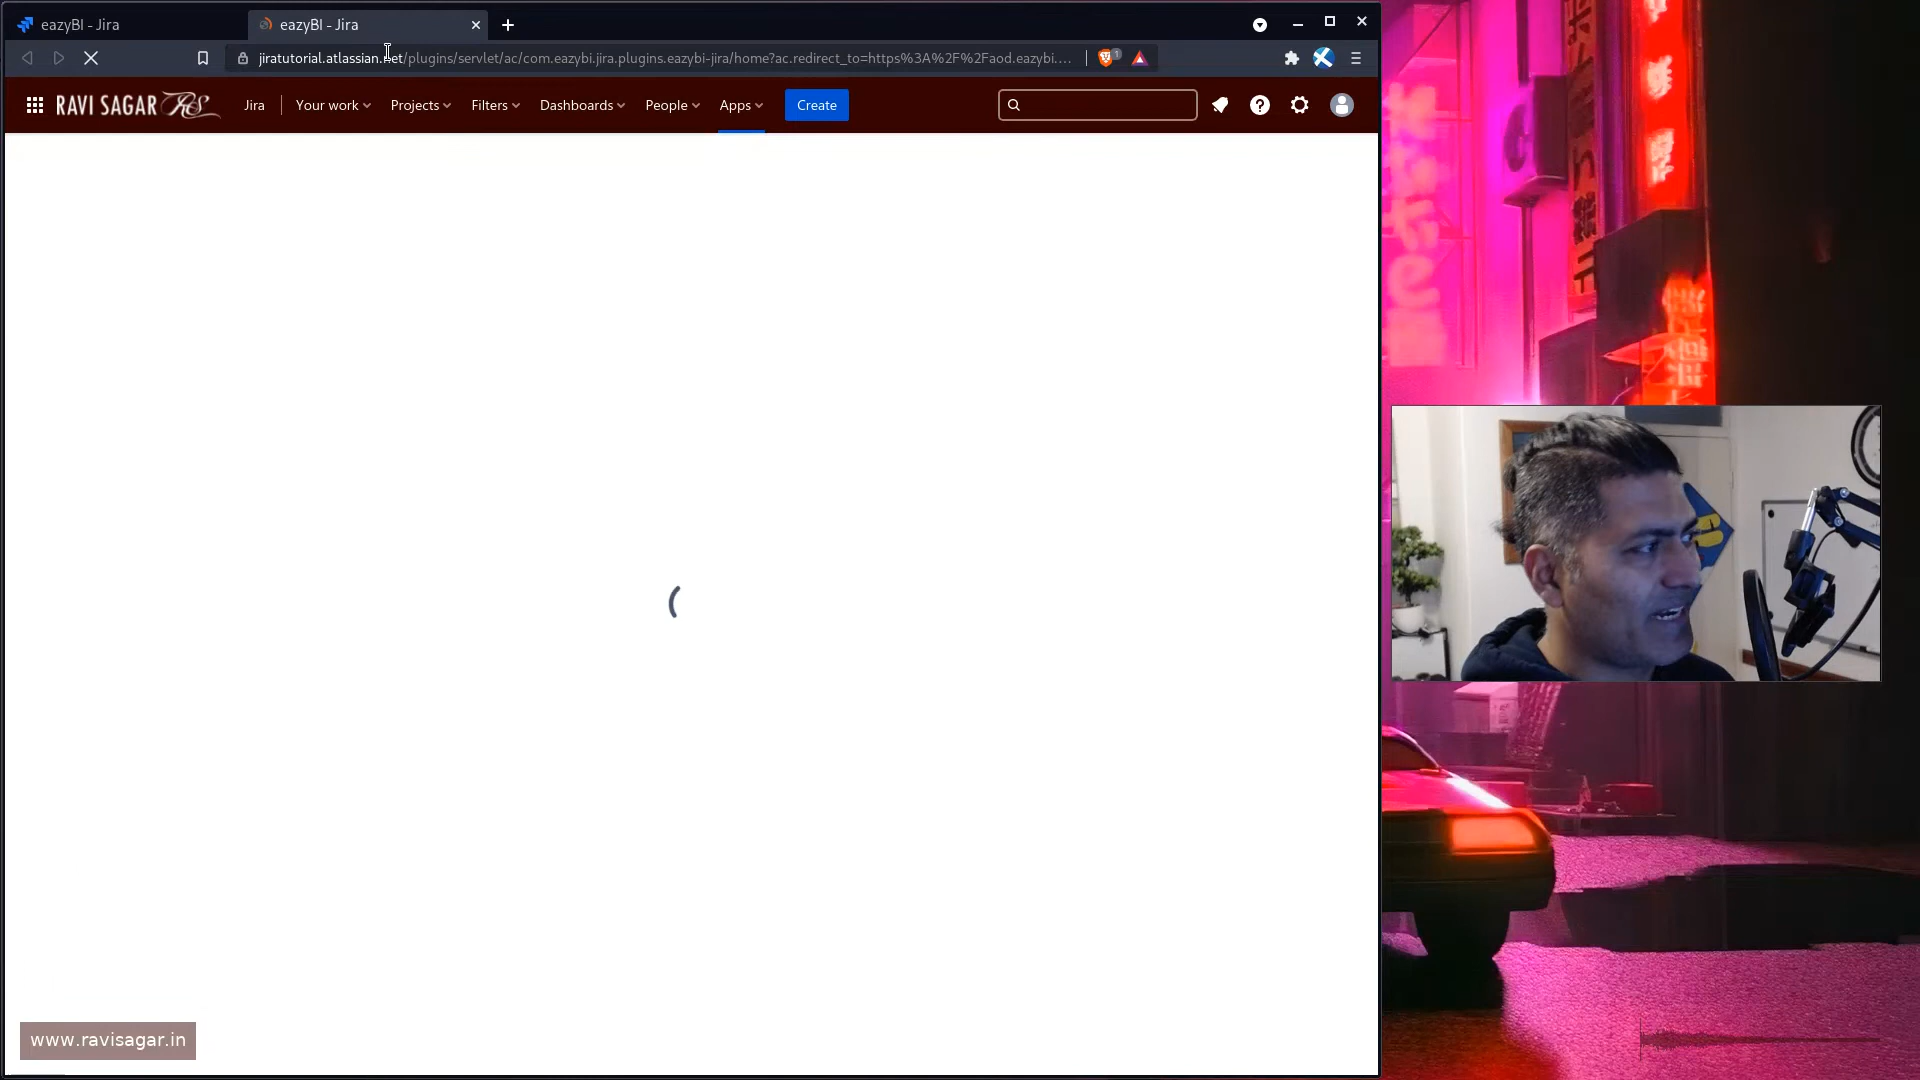 eazyBI - Jira
eazyBI - Jira
jiratutorial.atlassian.net/plugins/servlet/ac/com.eazybi.jira.plugins.eazybi-jira/home?ac.redirect_to=https%3A%2F%2Faod.eazybi....
1
RAVI SAGAR RS
Jira
Your work
Projects
Filters
Dashboards
People
Apps
Create
www.ravisagar.in